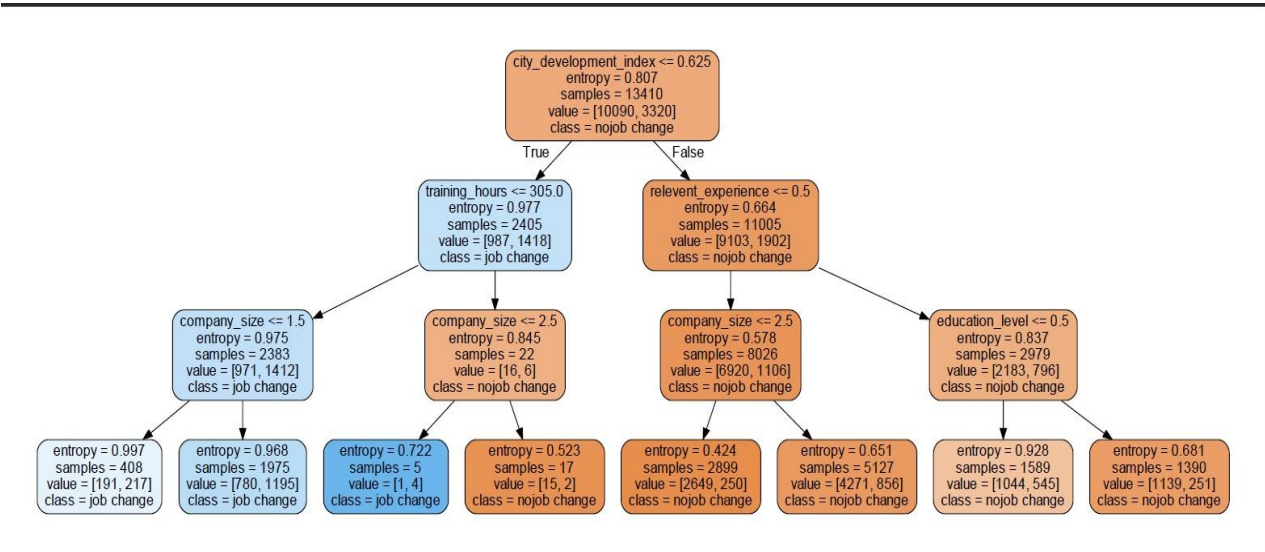 city_development_index <= 0.625
entropy = 0.807
samples = 13410
value = [10090, 3320]
class = nojob change
True
False
training_hours <= 305.0
entropy = 0.977
samples = 2405
value = [987, 1418]
class = job change
relevent_experience <= 0.5
entropy = 0.664
samples = 11005
value = [9103, 1902]
class = nojob change
company_size <= 1.5
entropy = 0.975
samples = 2383
value = [971, 1412]
class = job change
company_size <= 2.5
entropy = 0.845
samples = 22
value = [16, 6]
class = nojob change
company_size <= 2.5
entropy = 0.578
samples = 8026
value = [6920, 1106]
class = nojob change
education_level <= 0.5
entropy = 0.837
samples = 2979
value = [2183, 796]
class = nojob change
entropy = 0.997
samples = 408
value = [191, 217]
class = job change
entropy = 0.968
samples = 1975
value = [780, 1195]
class = job change
entropy = 0.722
samples = 5
value = [1, 4]
class = job change
entropy = 0.523
samples = 17
value = [15, 2]
class = nojob change
entropy = 0.424
samples = 2899
value = [2649, 250]
class = nojob change
entropy = 0.651
samples = 5127
value = [4271, 856]
class = nojob change
entropy = 0.928
samples = 1589
value = [1044, 545]
class = nojob change
entropy = 0.681
samples = 1390
value = [1139, 251]
class = nojob change